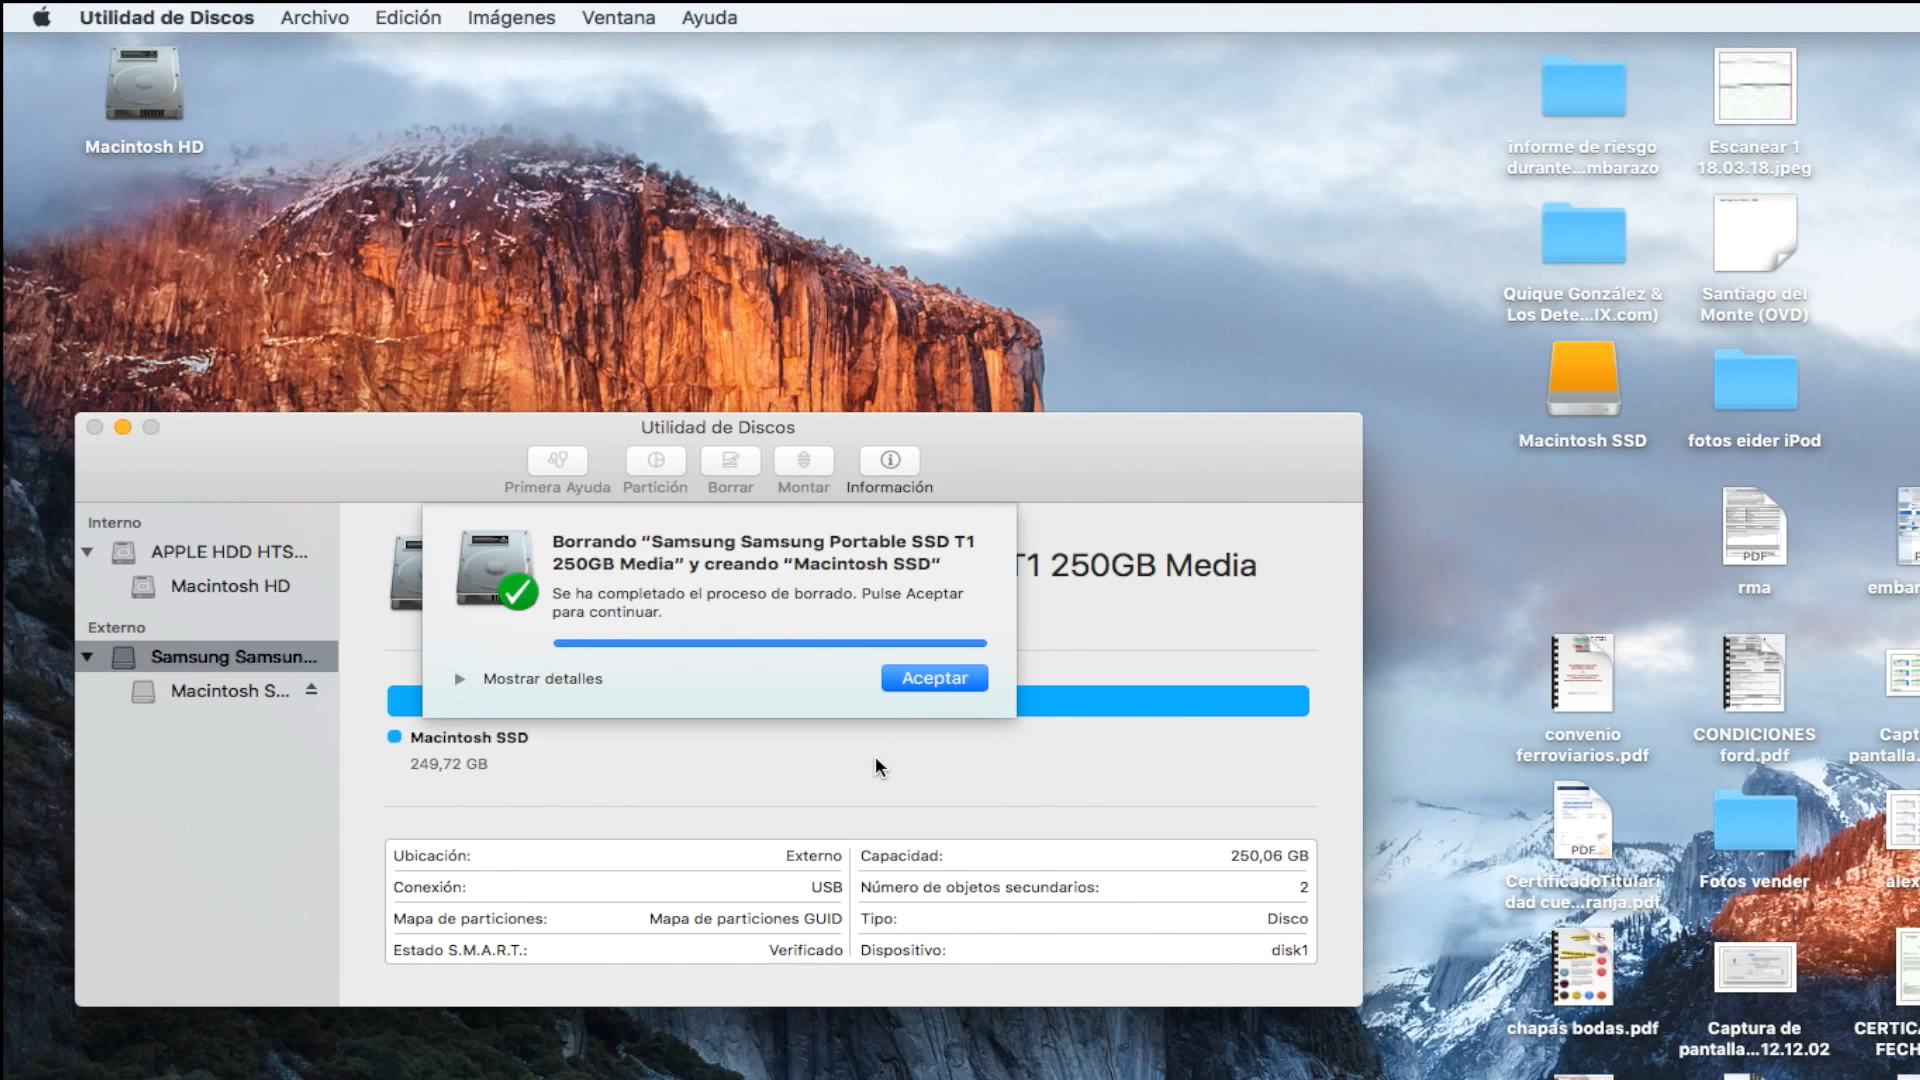 Utilidad de Discos Archivo Edición Imágenes Ventana Ayuda
Macintosh HD
informe de riesgo
durante...mbarazo
Escanear 1
18.03.18.jpeg
Quique González &
Los Dete...IX.com)
Santiago del
Monte (OVD)
Macintosh SSD
fotos eider iPod
PDF
rma
embar
convenio
ferroviarios.pdf
CONDICIONES
ford.pdf
Capt
pantalla.
PDF
CertificadoTitulari
dad cue...ranja.pdf
Fotos vender
alex
chapas bodas.pdf
Captura de
pantalla...12.12.02
CERTIC
FECH
Utilidad de Discos
Primera Ayuda Partición Borrar Montar Información
Interno
APPLE HDD HTS...
Macintosh HD
Externo
Samsung Samsun...
Macintosh S...
T1 250GB Media
Borrando “Samsung Samsung Portable SSD T1
250GB Media” y creando “Macintosh SSD”
Se ha completado el proceso de borrado. Pulse Aceptar
para continuar.
Mostrar detalles
Aceptar
Macintosh SSD
249,72 GB
Ubicación: Externo
Conexión: USB
Mapa de particiones: Mapa de particiones GUID
Estado S.M.A.R.T.: Verificado
Capacidad: 250,06 GB
Número de objetos secundarios: 2
Tipo: Disco
Dispositivo: disk1